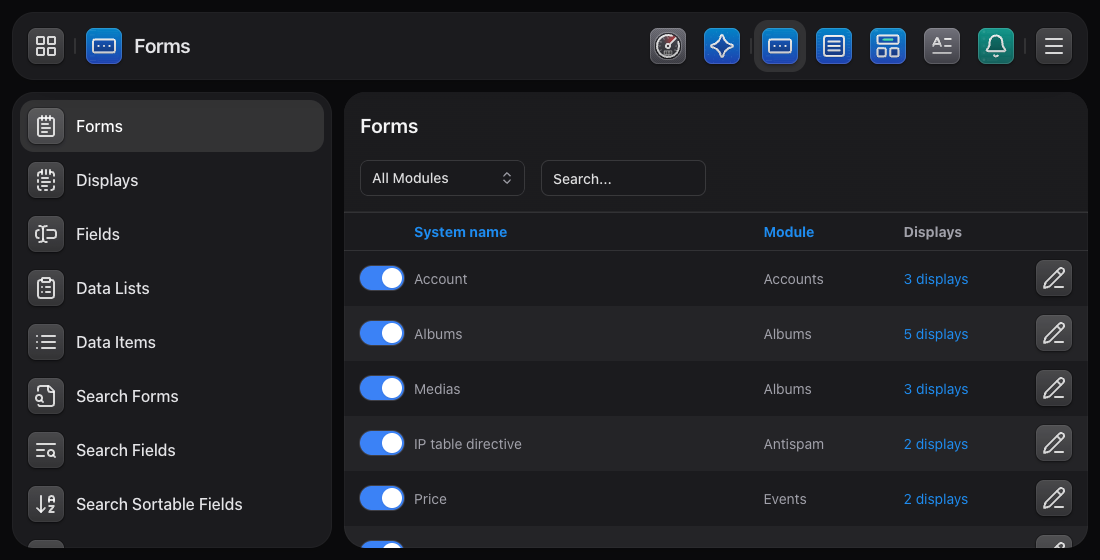 Forms
Forms
Displays
Fields
Data Lists
Data Items
Search Forms
Search Fields
Search Sortable Fields
Forms
All Modules Search...
System name Module Displays
Account Accounts 3 displays
Albums Albums 5 displays
Medias Albums 3 displays
IP table directive Antispam 2 displays
Price Events 2 displays